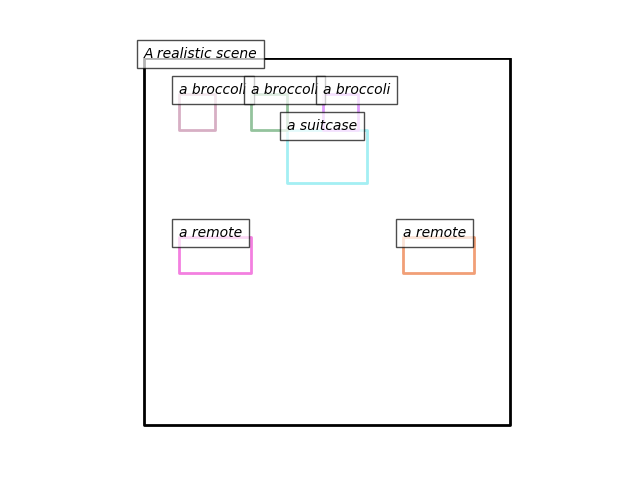 A realistic scene
a broccoli
a broccoli
a broccoli
a suitcase
a remote
a remote